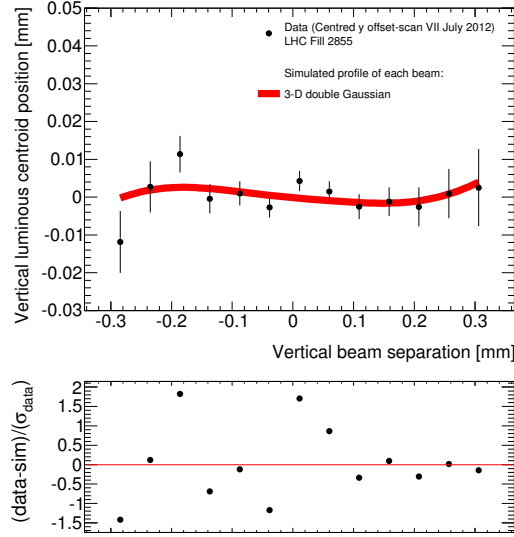 0.05
0.04
0.03
0.02
0.01
0
-0.01
-0.02
-0.03
Vertical luminous centroid position [mm]
Data (Centred y offset-scan VII July 2012)
LHC Fill 2855
Simulated profile of each beam:
3-D double Gaussian
-0.3 -0.2 -0.1 0 0.1 0.2 0.3
Vertical beam separation [mm]
2
1.5
1
0.5
0
-0.5
-1
-1.5
(data-sim)/(σdata)